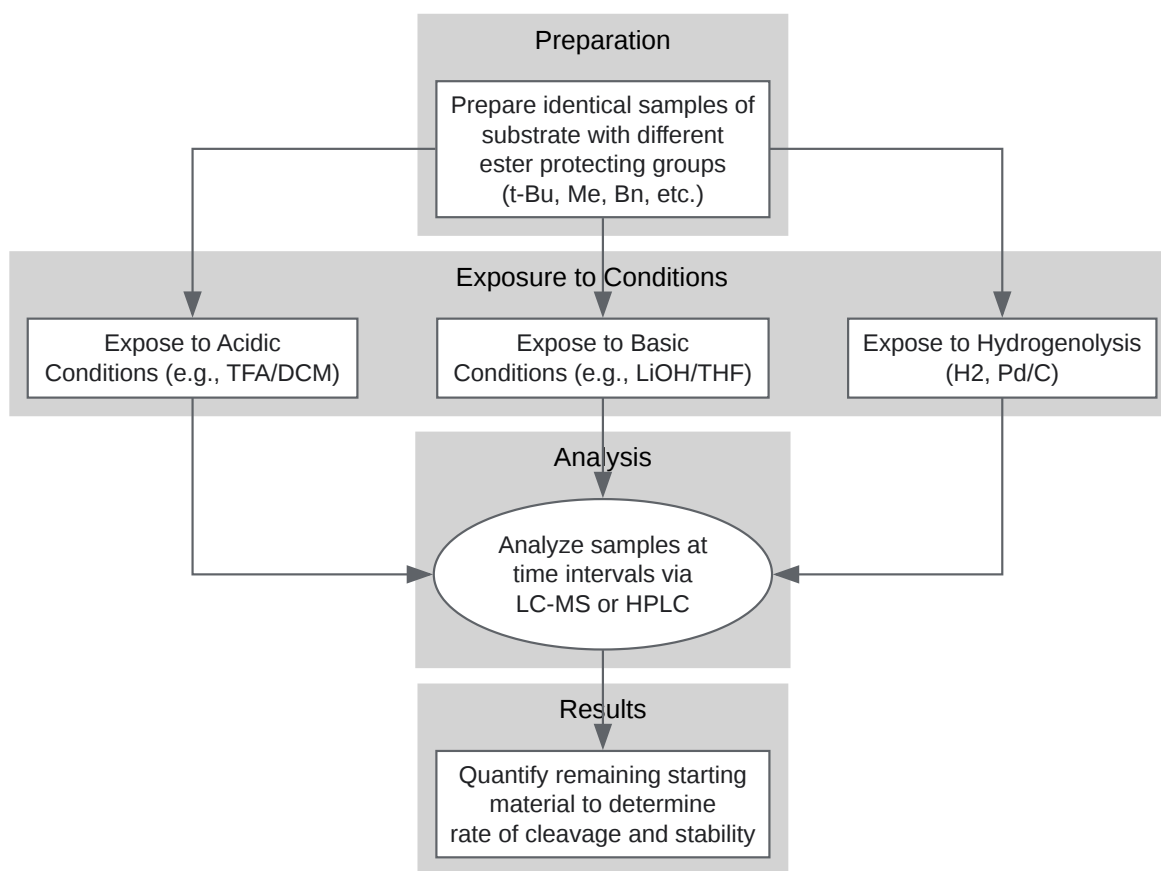 Preparation
Prepare identical samples of
substrate with different
ester protecting groups
(t-Bu, Me, Bn, etc.)
Exposure to Conditions
Expose to Acidic
Conditions (e.g., TFA/DCM)
Expose to Basic
Conditions (e.g., LiOH/THF)
Expose to Hydrogenolysis
(H2, Pd/C)
Analysis
Analyze samples at
time intervals via
LC-MS or HPLC
Results
Quantify remaining starting
material to determine
rate of cleavage and stability